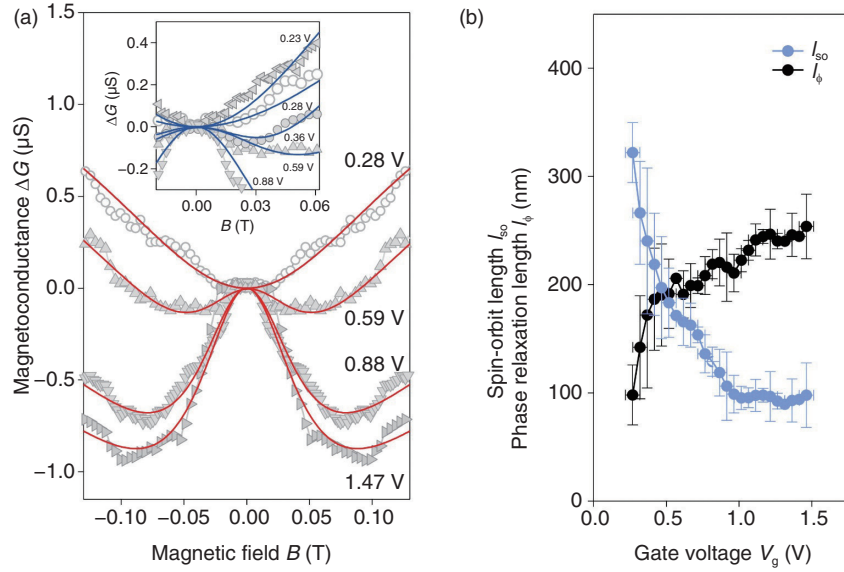 (a)
Magnetoconductance ΔG (μS)
1.5
1.0
0.5
0.0
−0.5
−1.0
−0.10
−0.05
0.00
0.05
0.10
Magnetic field B (T)
0.28 V
0.59 V
0.88 V
1.47 V
ΔG (μS)
0.4
0.2
0.0
−0.2
0.00
0.03
0.06
B (T)
0.23 V
0.28 V
0.36 V
0.59 V
0.88 V
(b)
Spin-orbit length lso
Phase relaxation length lϕ (nm)
400
300
200
100
0
0.0
0.5
1.0
1.5
Gate voltage Vg (V)
lso
lϕ